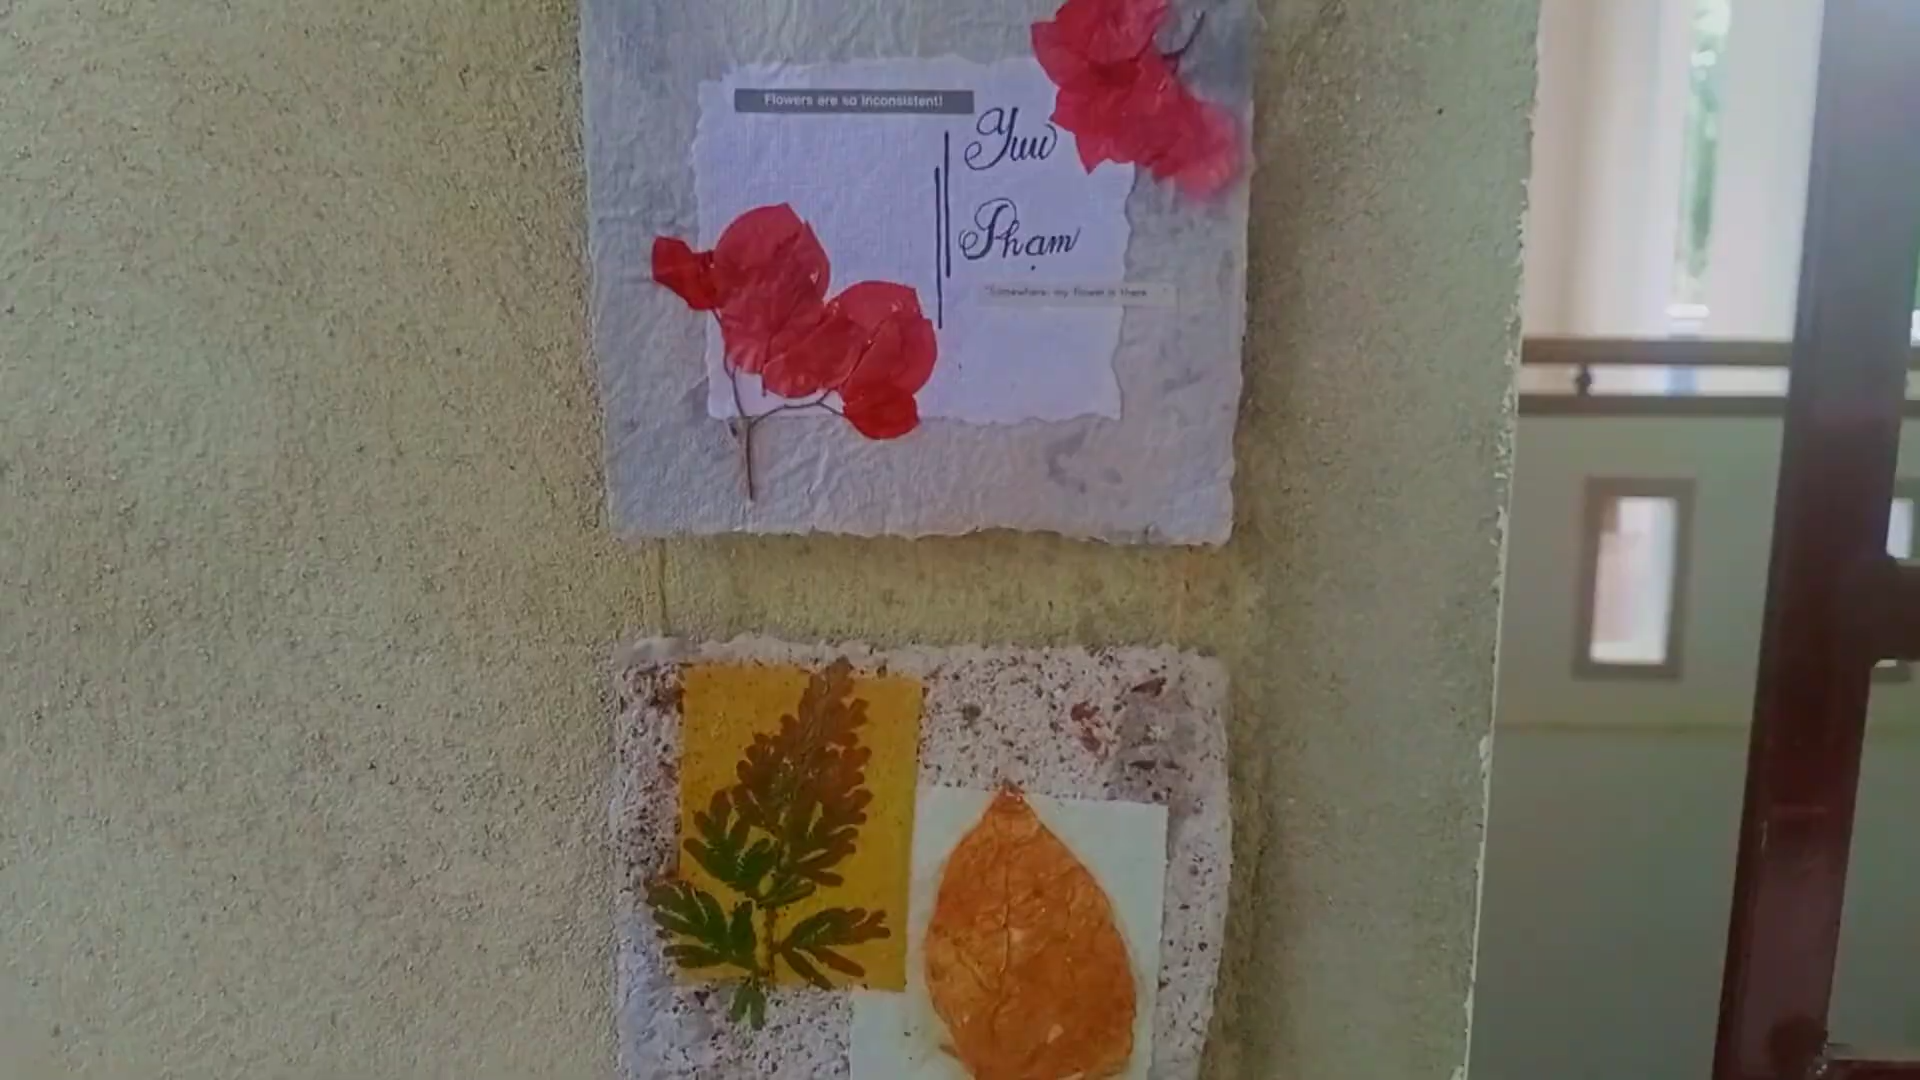 Flowers are so inconsistent!
Yuu
Phạm
"Somewhere, my flower is there